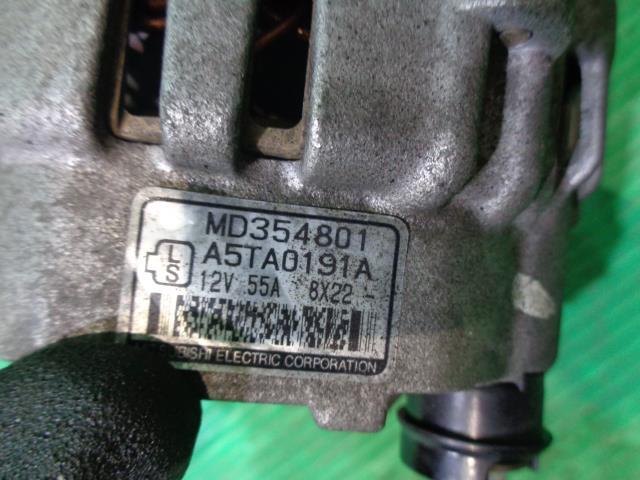 MD354801
L
S
A5TA0191A
12V 55A 8X22 -
ELECTRIC CORPORATION